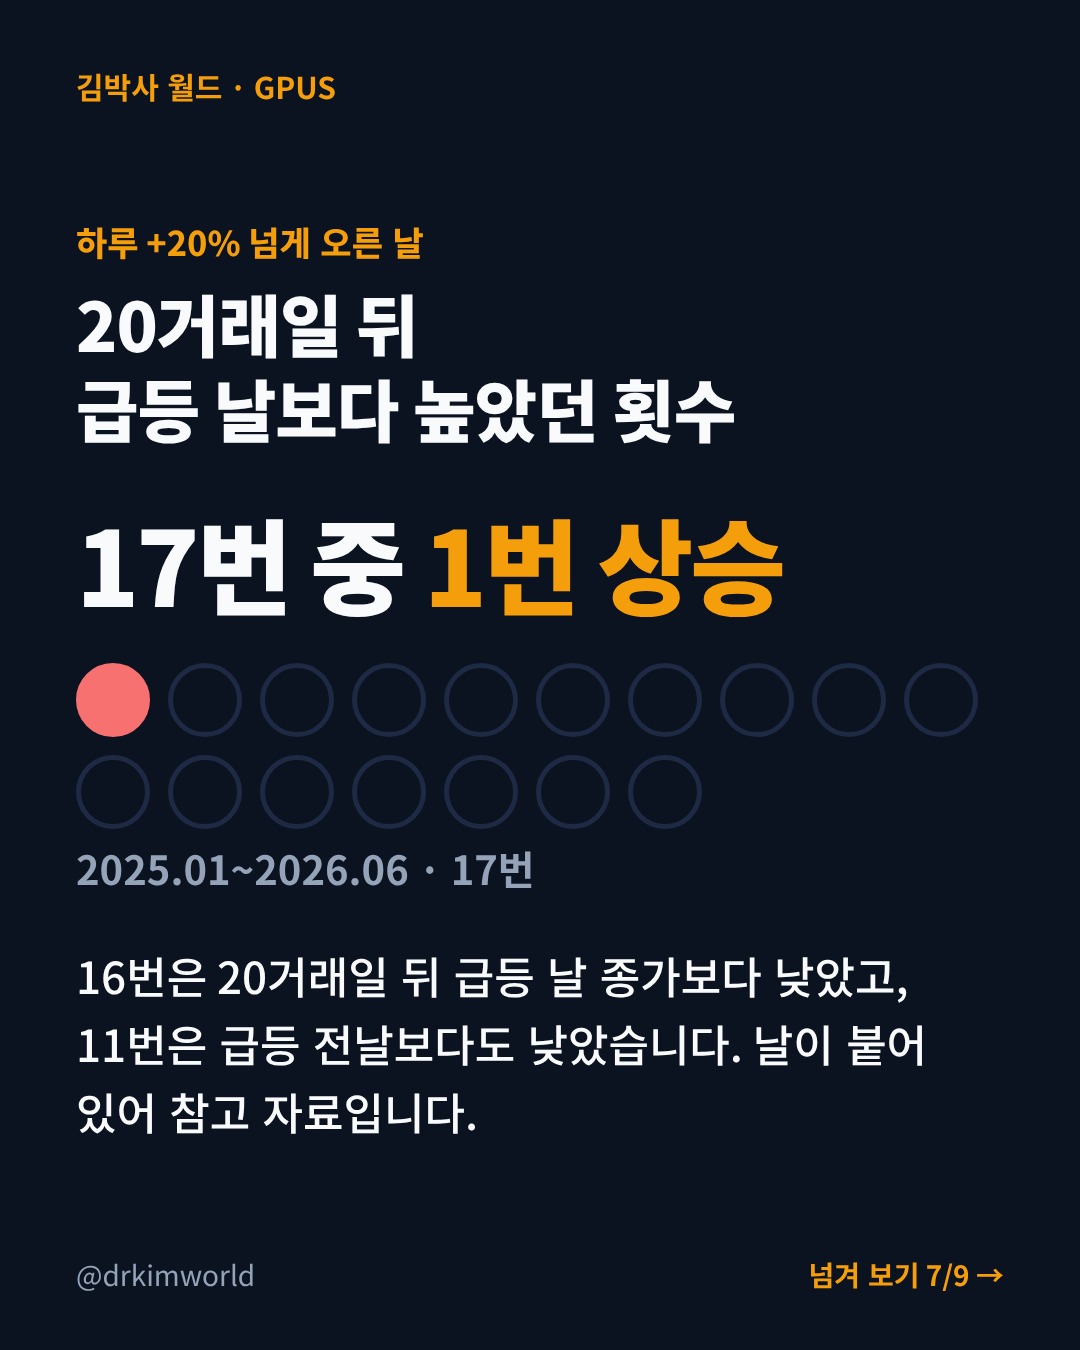 김박사 월드 · GPUS
하루 +20% 넘게 오른 날
20거래일 뒤
급등 날보다 높았던 횟수
17번 중 1번 상승
2025.01~2026.06 · 17번
16번은 20거래일 뒤 급등 날 종가보다 낮았고,
11번은 급등 전날보다도 낮았습니다. 날이 붙어
있어 참고 자료입니다.
@drkimworld
넘겨 보기 7/9 →